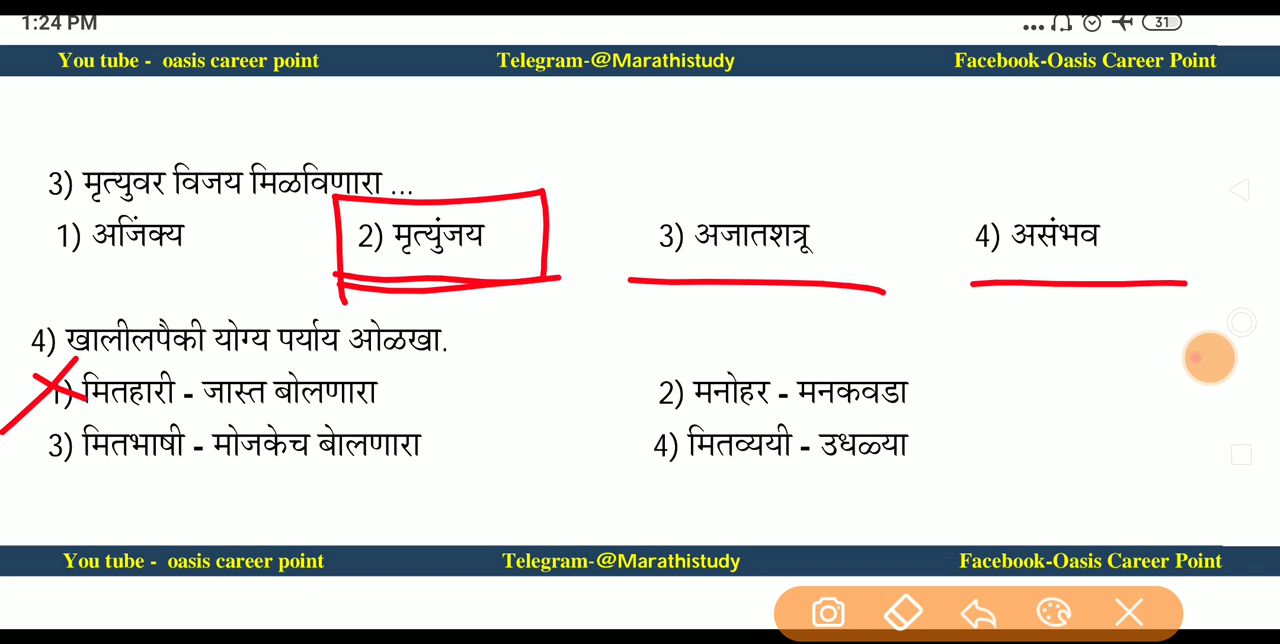 1:24 PM 31
You tube - oasis career point Telegram-@Marathistudy Facebook-Oasis Career Point
3) मृत्युवर विजय मिळविणारा ...
1) अजिंक्य 2) मृत्युंजय 3) अजातशत्रू 4) असंभव
4) खालीलपैकी योग्य पर्याय ओळखा.
1) मितहारी - जास्त बोलणारा 2) मनोहर - मनकवडा
3) मितभाषी - मोजकेच बोलणारा 4) मितव्ययी - उधळ्या
You tube - oasis career point Telegram-@Marathistudy Facebook-Oasis Career Point